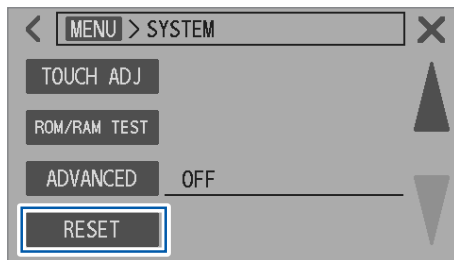 MENU > SYSTEM
TOUCH ADJ
ROM/RAM TEST
ADVANCED OFF
RESET